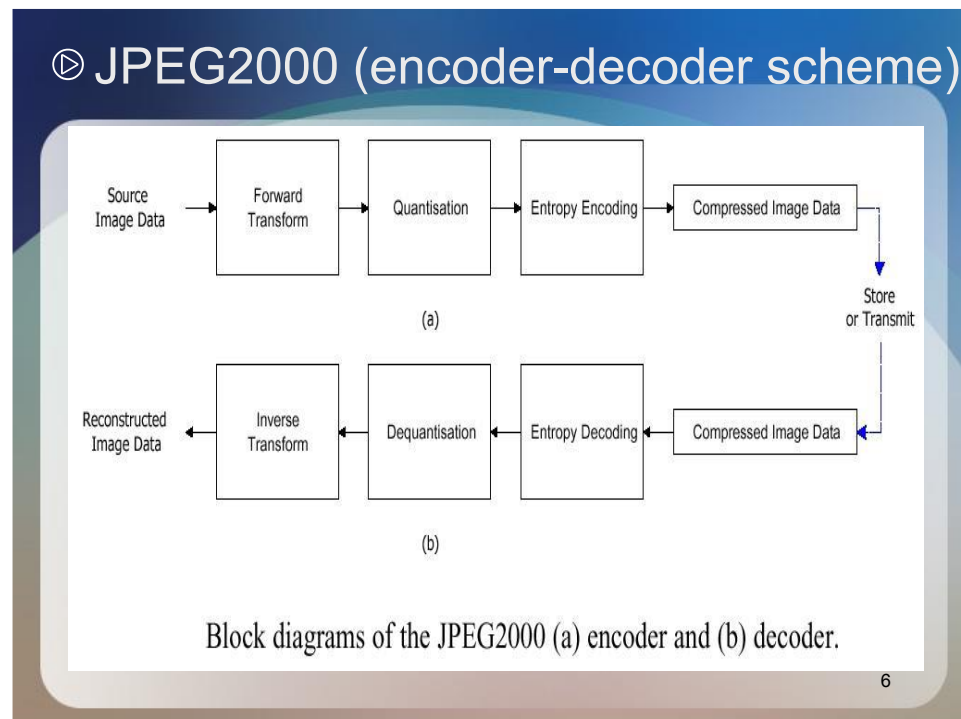 JPEG2000 (encoder-decoder scheme)
Source
Image Data
Forward
Transform
Quantisation
Entropy Encoding
Compressed Image Data
Store
or Transmit
(a)
Reconstructed
Image Data
Inverse
Transform
Dequantisation
Entropy Decoding
Compressed Image Data
(b)
Block diagrams of the JPEG2000 (a) encoder and (b) decoder.
6